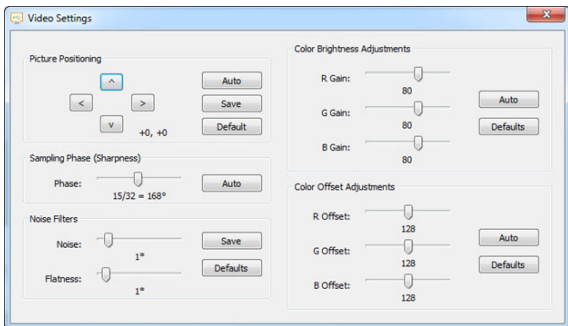 Video Settings
Picture Positioning
^
Auto
<
>
Save
v
+0, +0
Default
Sampling Phase (Sharpness)
Phase:
15/32 = 168°
Auto
Noise Filters
Noise:
1*
Save
Flatness:
1*
Defaults
Color Brightness Adjustments
R Gain:
80
G Gain:
80
B Gain:
80
Auto
Defaults
Color Offset Adjustments
R Offset:
128
G Offset:
128
B Offset:
128
Auto
Defaults